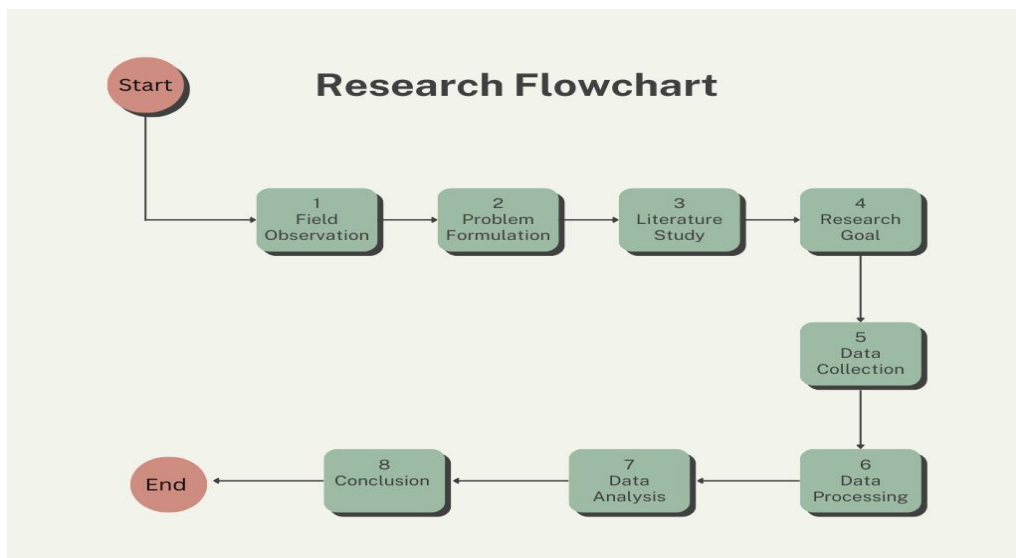 Start
Research Flowchart
1
Field
Observation
2
Problem
Formulation
3
Literature
Study
4
Research
Goal
5
Data
Collection
6
Data
Processing
7
Data
Analysis
8
Conclusion
End